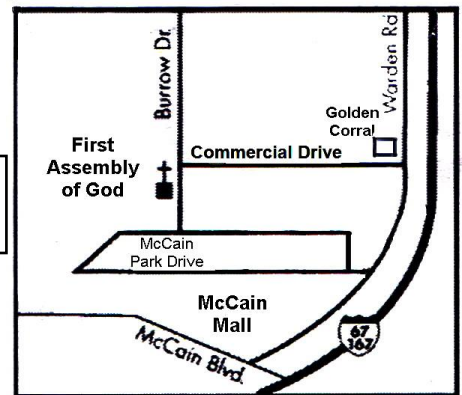 Burrow Dr.
Warden Rd
Golden
Corral
First
Assembly
of God
Commercial Drive
McCain
Park Drive
McCain
Mall
McCain Blvd.
67
167